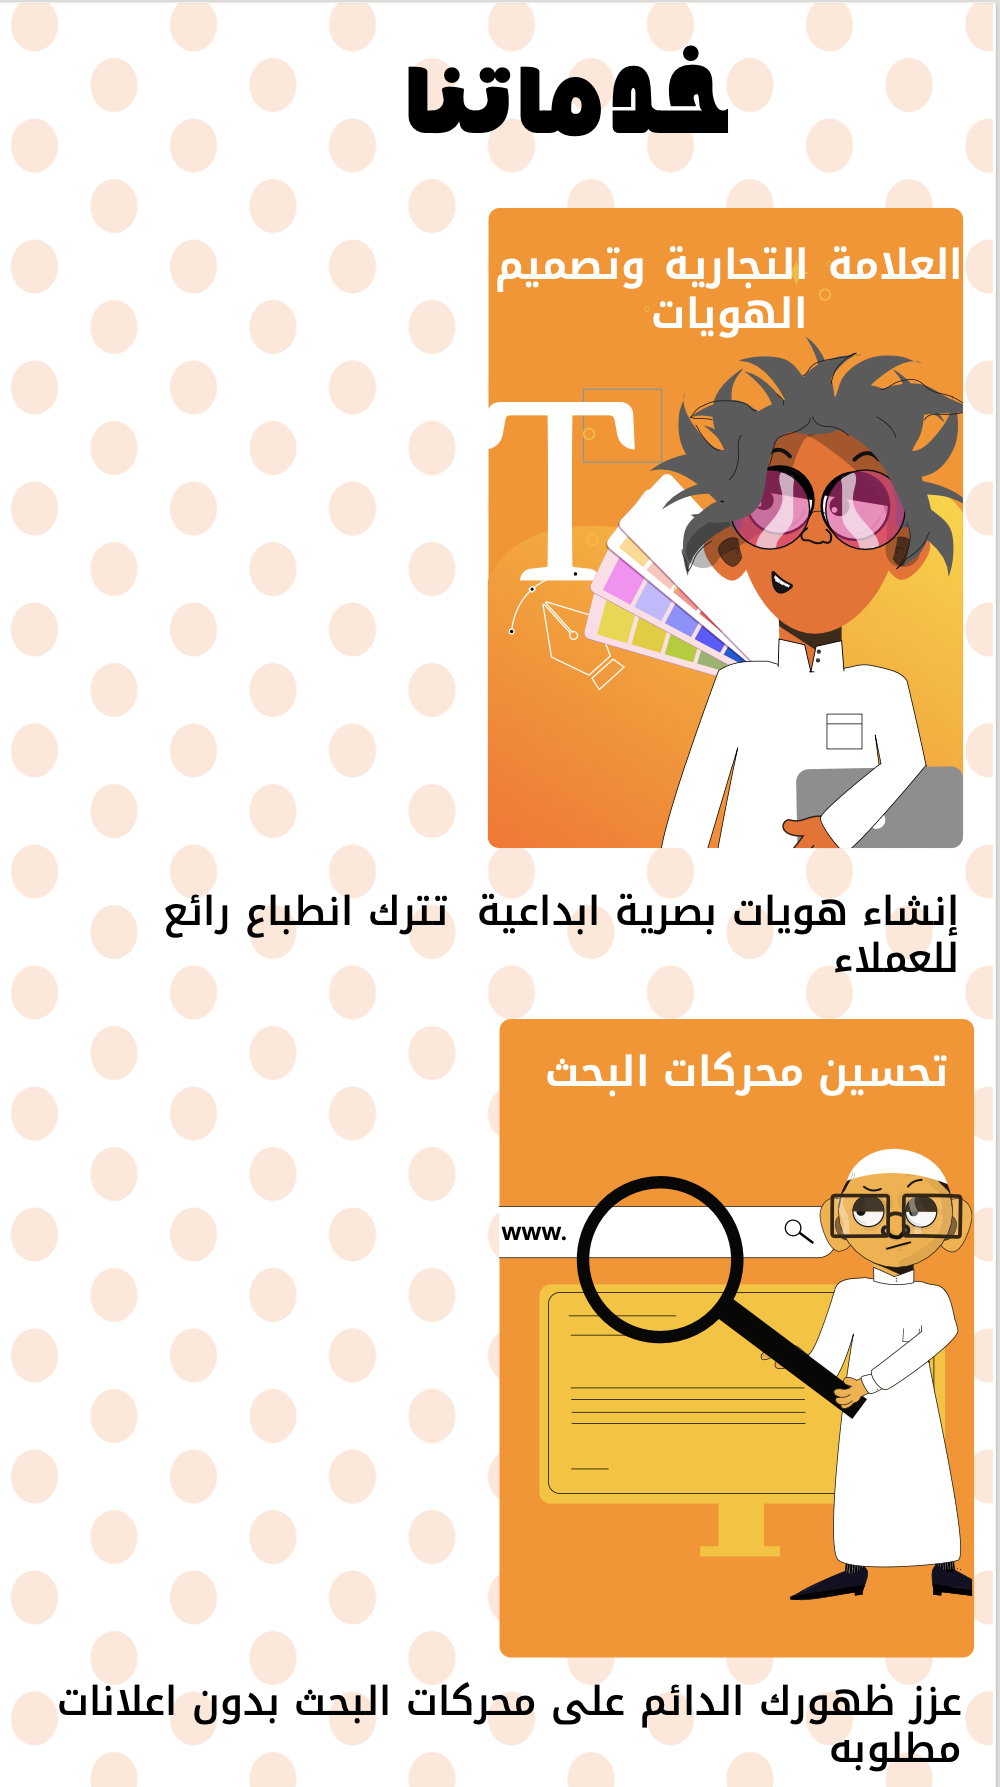 خدماتنا
العلامة التجارية وتصميم
الهويات
إنشاء هويات بصرية ابداعية تترك انطباع رائع
للعملاء
تحسين محركات البحث
www.
عزز ظهورك الدائم على محركات البحث بدون اعلانات
مطلوبه